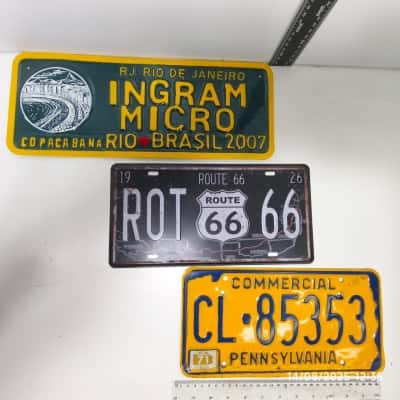 RJ. RIO DE JANEIRO
INGRAM
MICRO
COPACABANA RIO★BRASIL 2007
19 ROUTE 66 26
ROT ROUTE 66 66
COMMERCIAL
CL·85353
71 PENNSYLVANIA